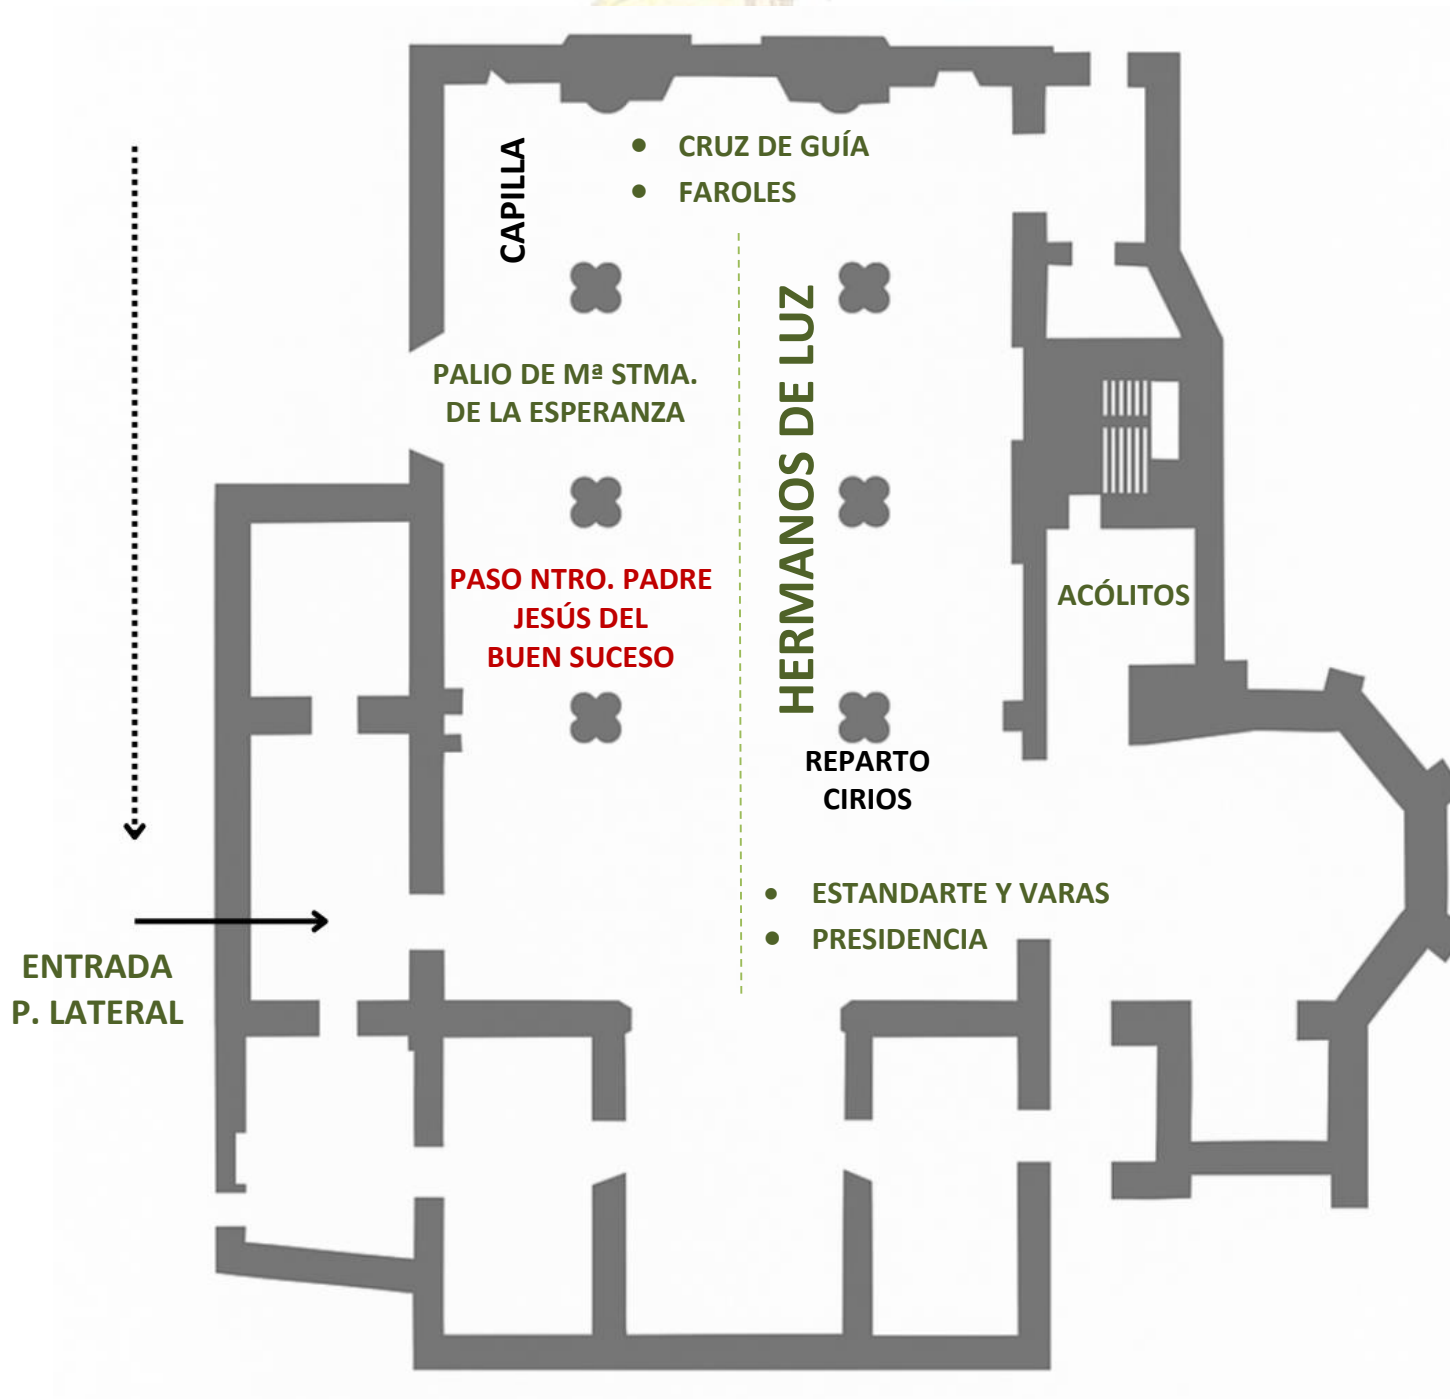 CAPILLA
• CRUZ DE GUÍA
• FAROLES
HERMANOS DE LUZ
PALIO DE Mª STMA.
DE LA ESPERANZA
PASO NTRO. PADRE
JESÚS DEL
BUEN SUCESO
ACÓLITOS
REPARTO
CIRIOS
• ESTANDARTE Y VARAS
• PRESIDENCIA
ENTRADA
P. LATERAL